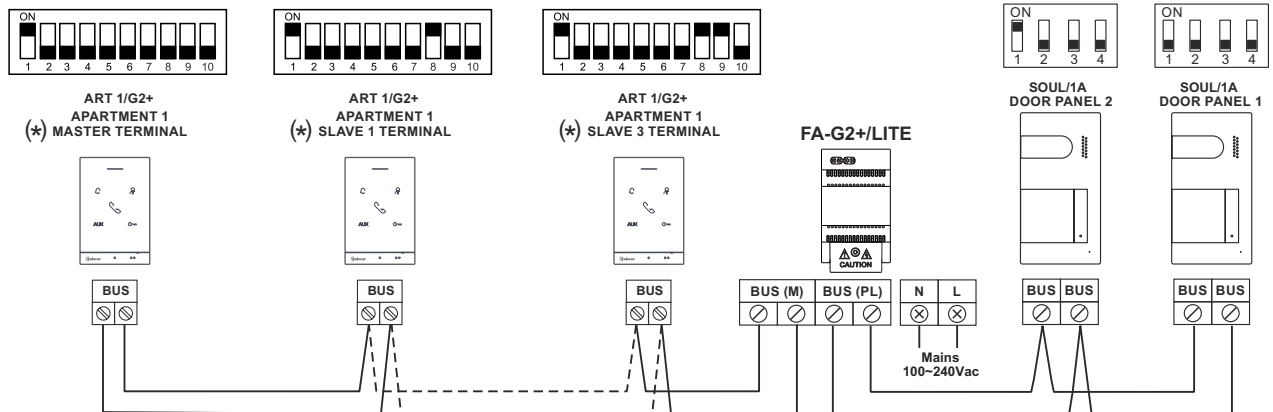 ON
1 2 3 4 5 6 7 8 9 10
ART 1/G2+
APARTMENT 1
(*) MASTER TERMINAL
AUX
BUS
ON
1 2 3 4 5 6 7 8 9 10
ART 1/G2+
APARTMENT 1
(*) SLAVE 1 TERMINAL
AUX
BUS
ON
1 2 3 4 5 6 7 8 9 10
ART 1/G2+
APARTMENT 1
(*) SLAVE 3 TERMINAL
AUX
BUS
FA-G2+/LITE
CAUTION
BUS (M) BUS (PL) N L
Mains
100~240Vac
ON
1 2 3 4
SOUL/1A
DOOR PANEL 2
BUS BUS
ON
1 2 3 4
SOUL/1A
DOOR PANEL 1
BUS BUS